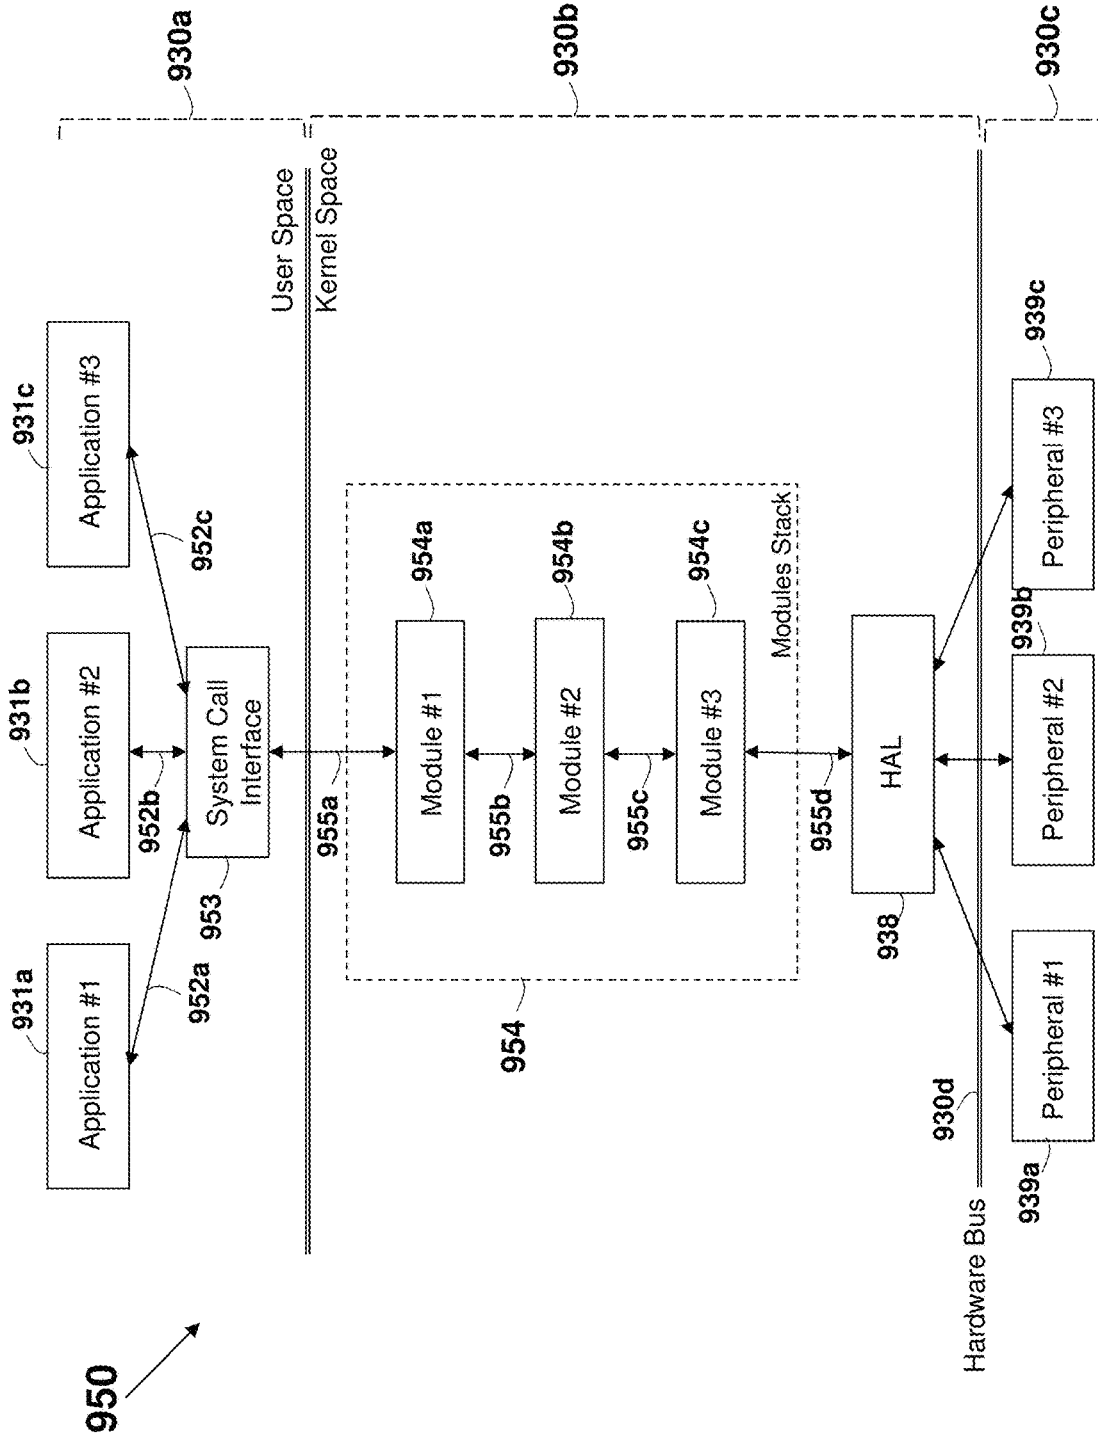 950
931a
931b
931c
930a
Application #1
Application #2
Application #3
952a
952b
952c
953
System Call
Interface
User Space
Kernel Space
930b
955a
954a
Module #1
955b
954
954b
Module #2
955c
954c
Module #3
Modules Stack
955d
938
HAL
930d
Hardware Bus
930c
939a
939b
939c
Peripheral #1
Peripheral #2
Peripheral #3